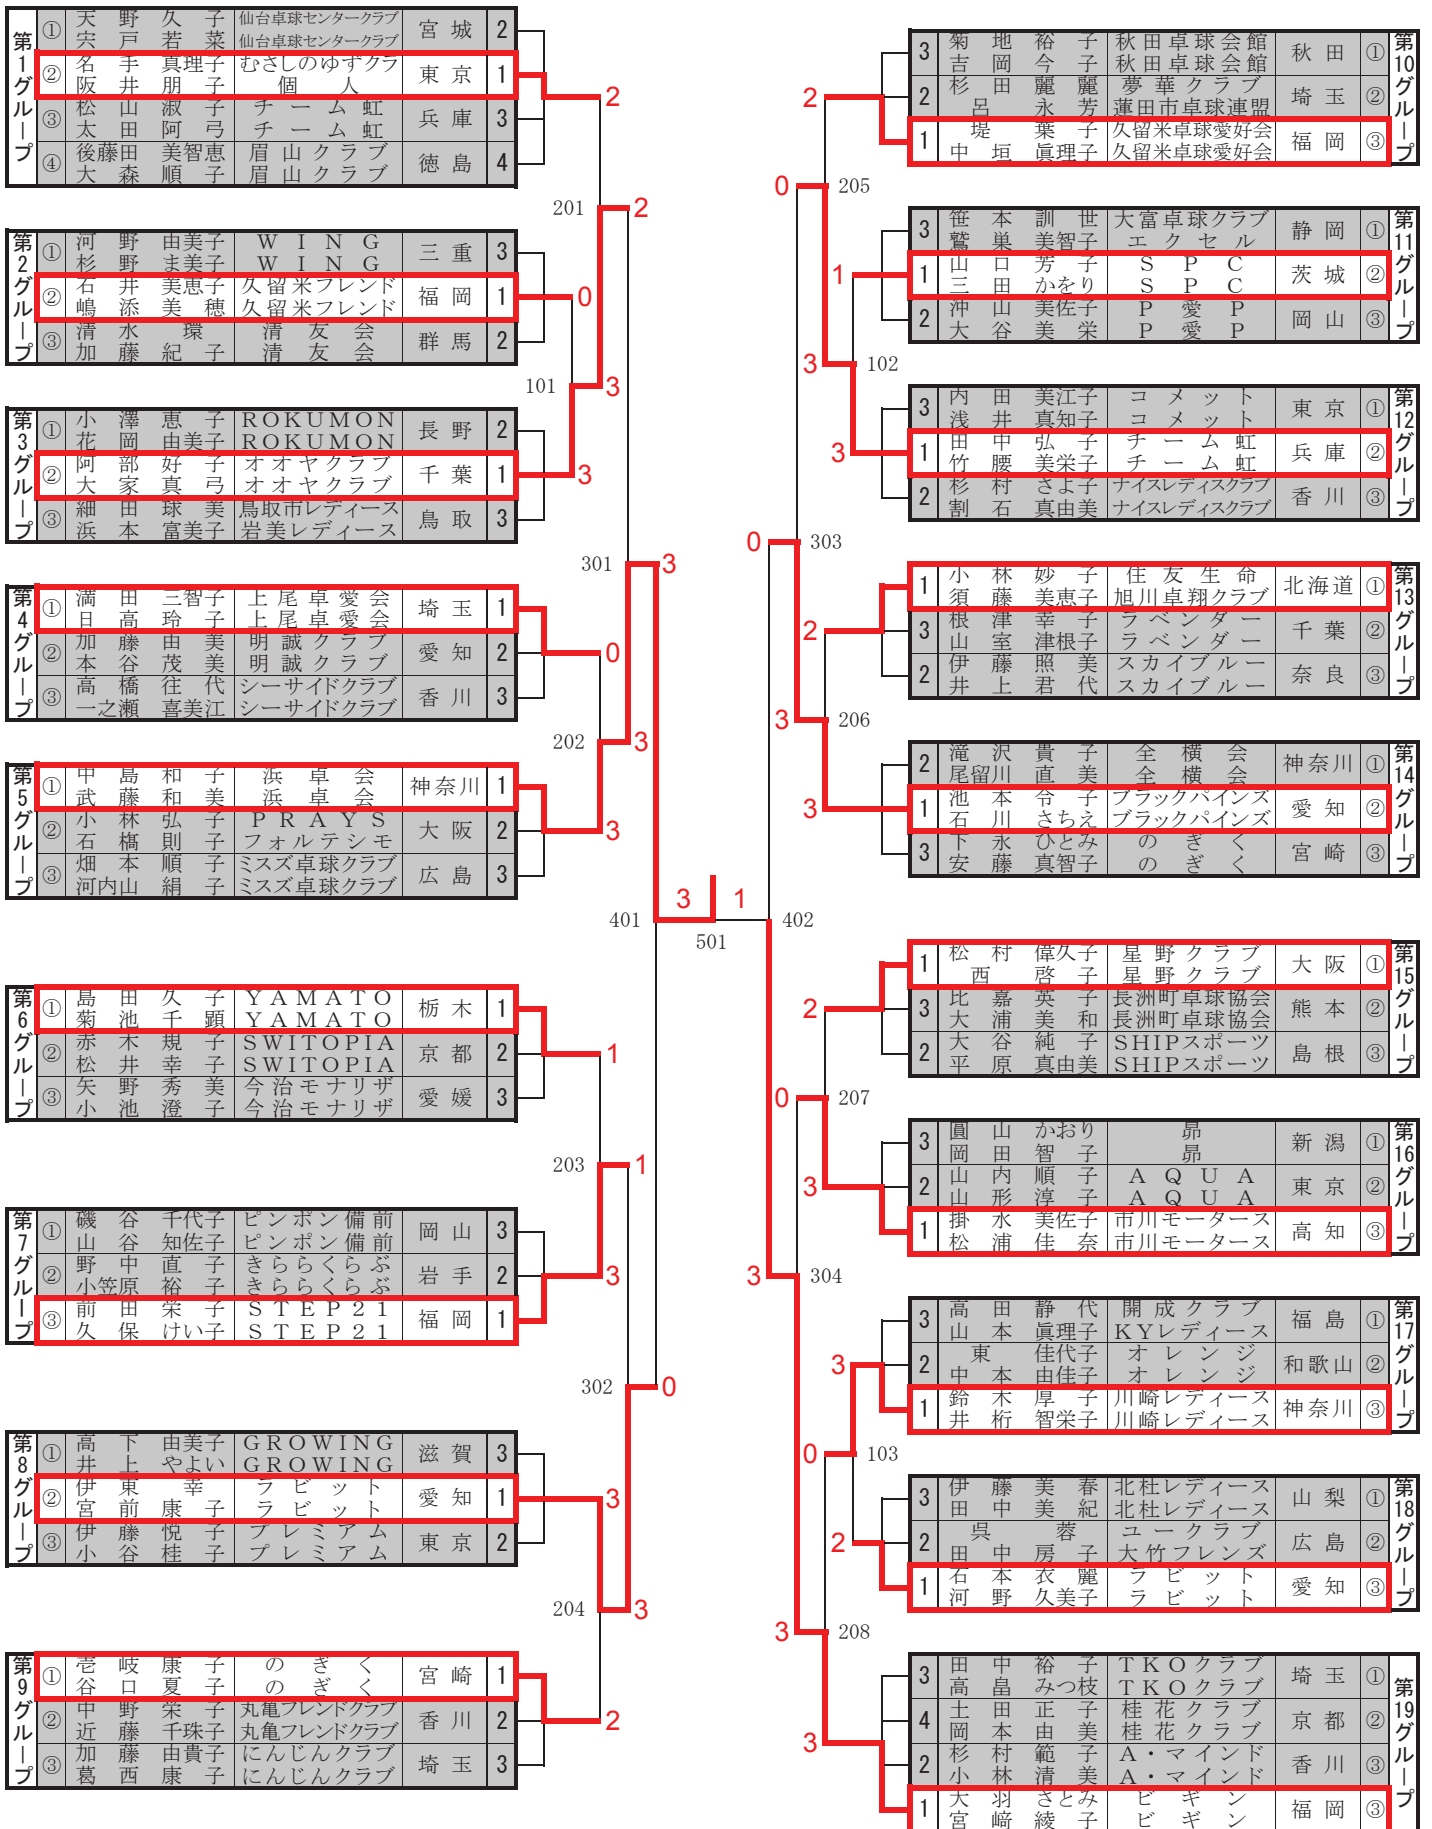 第1グループ
① 天野久子 仙台卓球センタークラブ 宮城 2
宍戸若菜 仙台卓球センタークラブ
② 名手真理子 むさしのゆずクラ 東京 1
阪井朋子 個人
③ 松山淑子 チーム虹 兵庫 3
太田阿弓 チーム虹
④ 後藤田美智恵 眉山クラブ 徳島 4
大森順子 眉山クラブ
2
201
2
第2グループ
① 河野由美子 WING 三重 3
杉野ま美子 WING
② 石井美恵子 久留米フレンド 福岡 1
嶋添美穂 久留米フレンド
③ 清水環 清友会 群馬 2
加藤紀子 清友会
0
101
3
第3グループ
① 小澤恵子 ROKUMON 長野 2
花岡由美子 ROKUMON
② 阿部好子 オオヤクラブ 千葉 1
大家真弓 オオヤクラブ
③ 細田球美 鳥取市レディース 鳥取 3
浜本富美子 岩美レディース
3
301
3
第4グループ
① 満田三智子 上尾卓愛会 埼玉 1
日高玲子 上尾卓愛会
② 加藤由美 明誠クラブ 愛知 2
本谷茂美 明誠クラブ
③ 高橋往代 シーサイドクラブ 香川 3
一之瀬喜美江 シーサイドクラブ
0
202
3
第5グループ
① 中島和子 浜卓会 神奈川 1
武藤和美 浜卓会
② 小林弘子 PRAYS 大阪 2
石橋則子 フォルテシモ
③ 畑本順子 ミスズ卓球クラブ 広島 3
河内山絹子 ミスズ卓球クラブ
3
401
3 1
501
第6グループ
① 島田久子 YAMATO 栃木 1
菊池千顕 YAMATO
② 赤木規子 SWITOPIA 京都 2
松井幸子 SWITOPIA
③ 矢野秀美 今治モナリザ 愛媛 3
小池澄子 今治モナリザ
1
203
1
第7グループ
① 磯谷千代子 ピンポン備前 岡山 3
山谷知佐子 ピンポン備前
② 野中直子 きららくらぶ 岩手 2
小笠原裕子 きららくらぶ
③ 前田栄子 STEP21 福岡 1
久保けい子 STEP21
3
302
0
第8グループ
① 高下由美子 GROWING 滋賀 3
井上やよい GROWING
② 伊東幸 ラビット 愛知 1
宮前康子 ラビット
③ 伊藤悦子 プレミアム 東京 2
小谷桂子 プレミアム
3
204
3
第9グループ
① 壱岐康子 のぎく 宮崎 1
谷口夏子 のぎく
② 中野栄子 丸亀フレンドクラブ 香川 2
近藤千珠子 丸亀フレンドクラブ
③ 加藤由貴子 にんじんクラブ 埼玉 3
葛西康子 にんじんクラブ
2
第10グループ
3 菊地裕子 秋田卓球会館 秋田 ①
吉岡今子 秋田卓球会館
2 杉田麗麗 夢華クラブ 埼玉 ②
呂永芳 蓮田市卓球連盟
1 堤葉子 久留米卓球愛好会 福岡 ③
中垣眞理子 久留米卓球愛好会
2
0
205
第11グループ
3 笹本訓世 大富卓球クラブ 静岡 ①
鷲巣美智子 エクセル
1 山口芳子 SPC 茨城 ②
三田かをり SPC
2 沖山美佐子 P愛P 岡山 ③
大谷美栄 P愛P
1
3
102
第12グループ
3 内田美江子 コメット 東京 ①
浅井真知子 コメット
1 田中弘子 チーム虹 兵庫 ②
竹腰美栄子 チーム虹
2 杉村さよ子 ナイスレディスクラブ 香川 ③
割石真由美 ナイスレディスクラブ
3
0
303
第13グループ
1 小林妙子 住友生命 北海道 ①
須藤美恵子 旭川卓翔クラブ
3 根津幸子 ラベンダー 千葉 ②
山室津根子 ラベンダー
2 伊藤照美 スカイブルー 奈良 ③
井上君代 スカイブルー
2
3
206
第14グループ
2 滝沢貴子 全横会 神奈川 ①
尾留川直美 全横会
1 池本令子 ブラックパインズ 愛知 ②
石川さちえ ブラックパインズ
3 下永ひとみ のぎく 宮崎 ③
安藤真智子 のぎく
3
402
第15グループ
1 松村偉久子 星野クラブ 大阪 ①
西啓子 星野クラブ
3 比嘉英子 長洲町卓球協会 熊本 ②
大浦美和 長洲町卓球協会
2 大谷純子 SHIPスポーツ 島根 ③
平原真由美 SHIPスポーツ
2
0
207
第16グループ
3 圓山かおり 昴 新潟 ①
岡田智子 昴
2 山内順子 AQUA 東京 ②
山形淳子 AQUA
1 掛水美佐子 市川モータース 高知 ③
松浦佳奈 市川モータース
3
3
304
第17グループ
3 高田静代 開成クラブ 福島 ①
山本眞理子 KYレディース
2 東佳代子 オレンジ 和歌山 ②
中本由佳子 オレンジ
1 鈴木厚子 川崎レディース 神奈川 ③
井桁智栄子 川崎レディース
3
0
103
第18グループ
3 伊藤美春 北杜レディース 山梨 ①
田中美紀 北杜レディース
2 呉蓉 ユークラブ 広島 ②
田中房子 大竹フレンズ
1 石本衣麗 ラビット 愛知 ③
河野久美子 ラビット
2
3
208
第19グループ
3 田中裕子 TKOクラブ 埼玉 ①
高畠みつ枝 TKOクラブ
4 土田正子 桂花クラブ 京都 ②
岡本由美 桂花クラブ
2 杉村範子 A・マインド 香川 ③
小林清美 A・マインド
1 大羽さとみ ビギン 福岡 ③
宮﨑綾子 ビギン
3